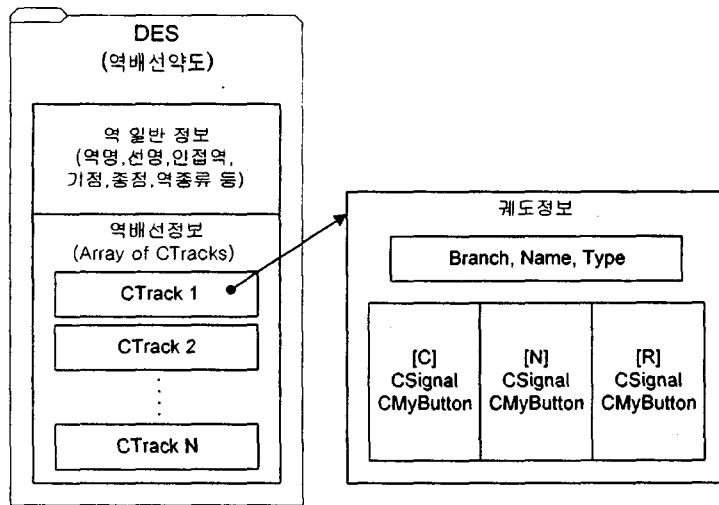 DES
(역배선약도)
역 일반 정보
(역명,선명,인접역,
기점,종점,역종류 등)
역배선정보
(Array of CTracks)
CTrack 1
CTrack 2
CTrack N
궤도정보
Branch, Name, Type
[C]
CSignal
CMyButton
[N]
CSignal
CMyButton
[R]
CSignal
CMyButton